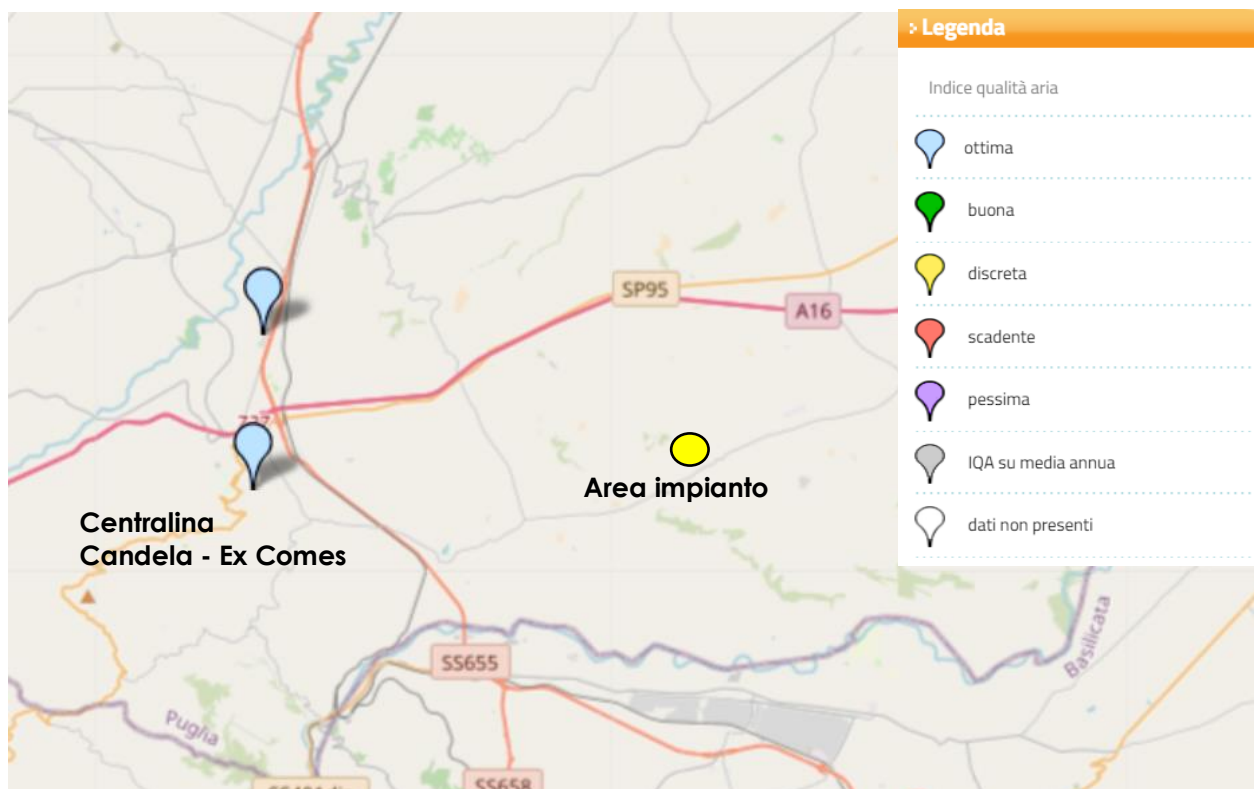 Legenda
Indice qualità aria
ottima
buona
discreta
scadente
pessima
IQA su media annua
dati non presenti
SP95
A16
Area impianto
Centralina
Candela - Ex Comes
SS655
Basilicata
Puglia
SS658